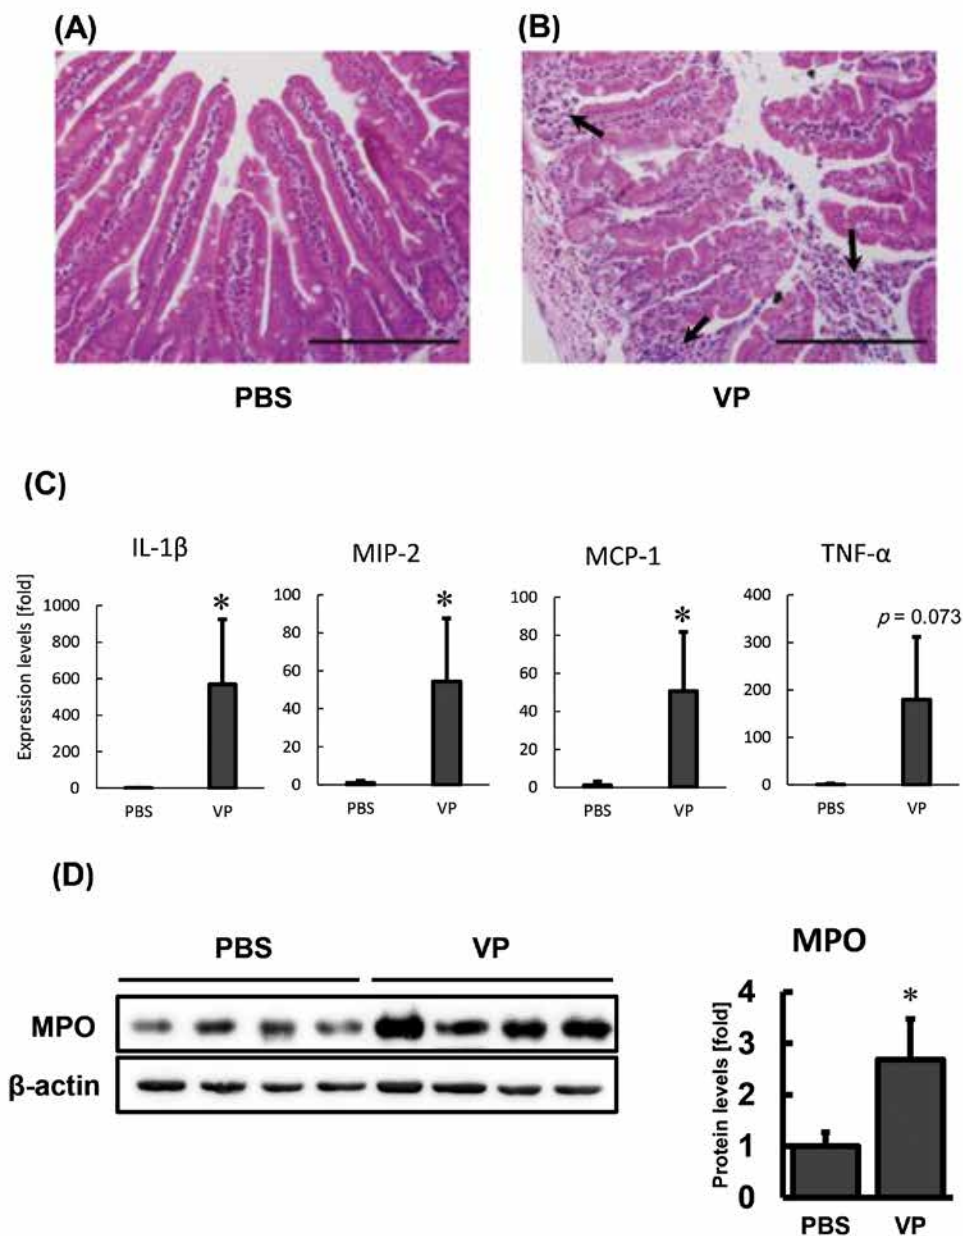 (A)
(B)
PBS
VP
(C)
IL-1β
MIP-2
MCP-1
TNF-α
Expression levels [fold]
1000
800
600
400
200
0
PBS
VP
*
100
80
60
40
20
0
PBS
VP
*
100
80
60
40
20
0
PBS
VP
*
400
300
200
100
0
PBS
VP
p = 0.073
(D)
PBS
VP
MPO
β-actin
MPO
Protein levels [fold]
4
3
2
1
0
*
PBS
VP